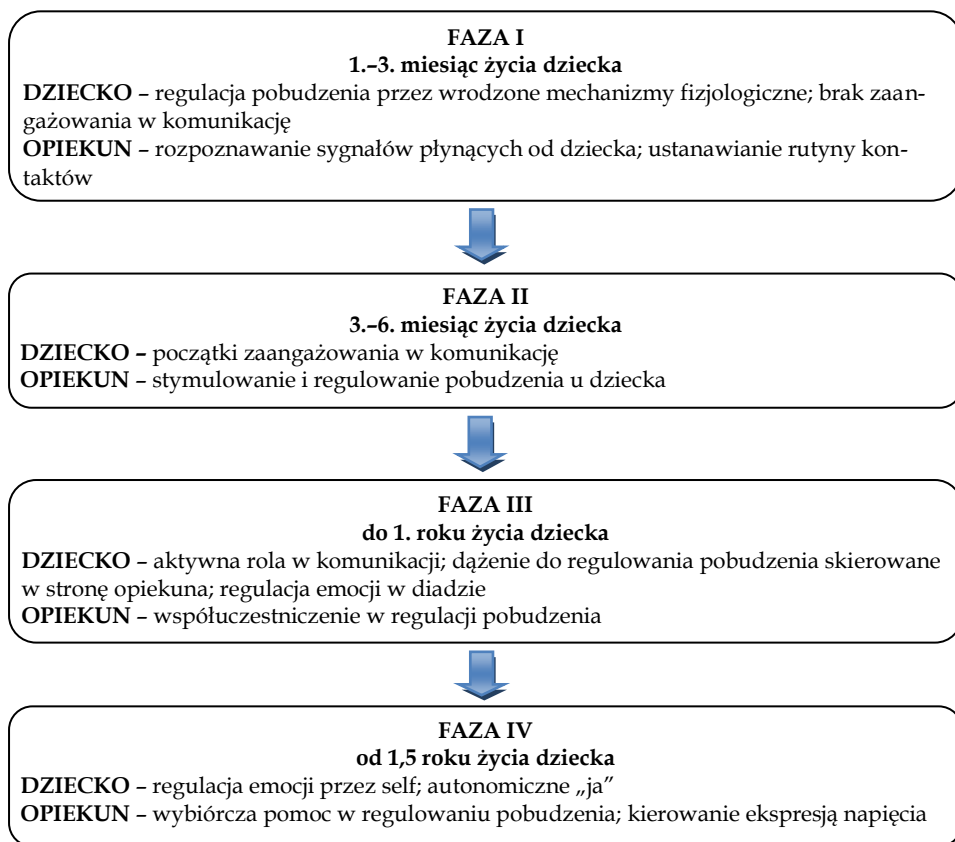 FAZA I
1.–3. miesiąc życia dziecka
DZIECKO – regulacja pobudzenia przez wrodzone mechanizmy fizjologiczne; brak zaan-
gażowania w komunikację
OPIEKUN – rozpoznawanie sygnałów płynących od dziecka; ustanawianie rutyny kon-
taktów
FAZA II
3.–6. miesiąc życia dziecka
DZIECKO – początki zaangażowania w komunikację
OPIEKUN – stymulowanie i regulowanie pobudzenia u dziecka
FAZA III
do 1. roku życia dziecka
DZIECKO – aktywna rola w komunikacji; dążenie do regulowania pobudzenia skierowane
w stronę opiekuna; regulacja emocji w diadzie
OPIEKUN – współuczestniczenie w regulacji pobudzenia
FAZA IV
od 1,5 roku życia dziecka
DZIECKO – regulacja emocji przez self; autonomiczne „ja”
OPIEKUN – wybiórcza pomoc w regulowaniu pobudzenia; kierowanie ekspresją napięcia